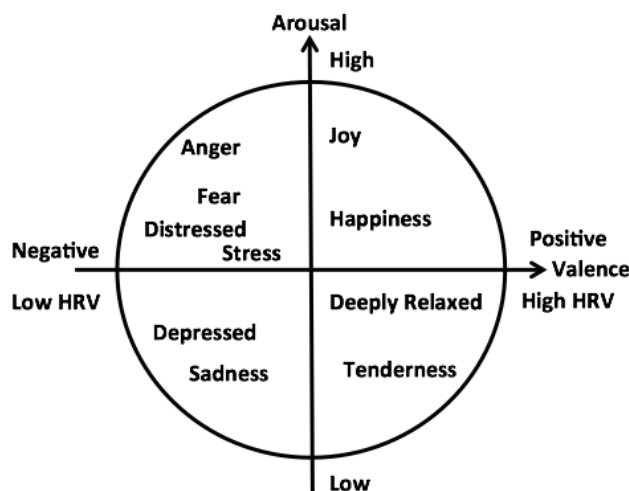 Arousal
High
Anger
Joy
Fear
Distressed
Happiness
Stress
Negative
Positive
Valence
Low HRV
Deeply Relaxed
High HRV
Depressed
Sadness
Tenderness
Low